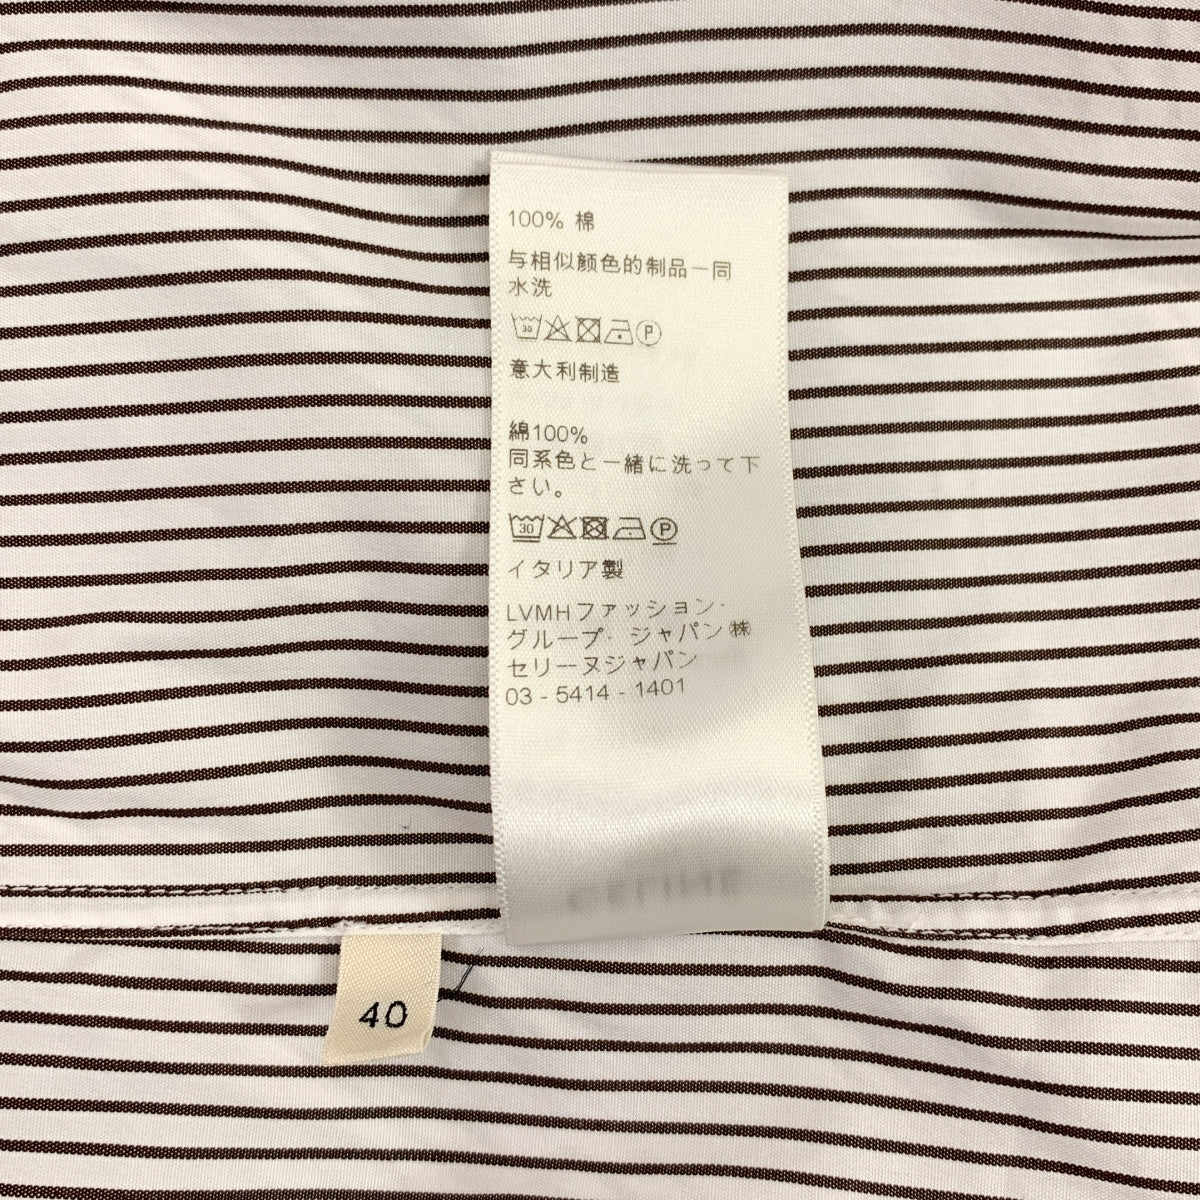 100% 棉
与相似颜色的制品一同
水洗
30 P
意大利制造
綿100%
同系色と一緒に洗って下
さい。
30 P
イタリア製
LVMHファッション・
グループ・ジャパン㈱
セリーヌジャパン
03 - 5414 - 1401
40